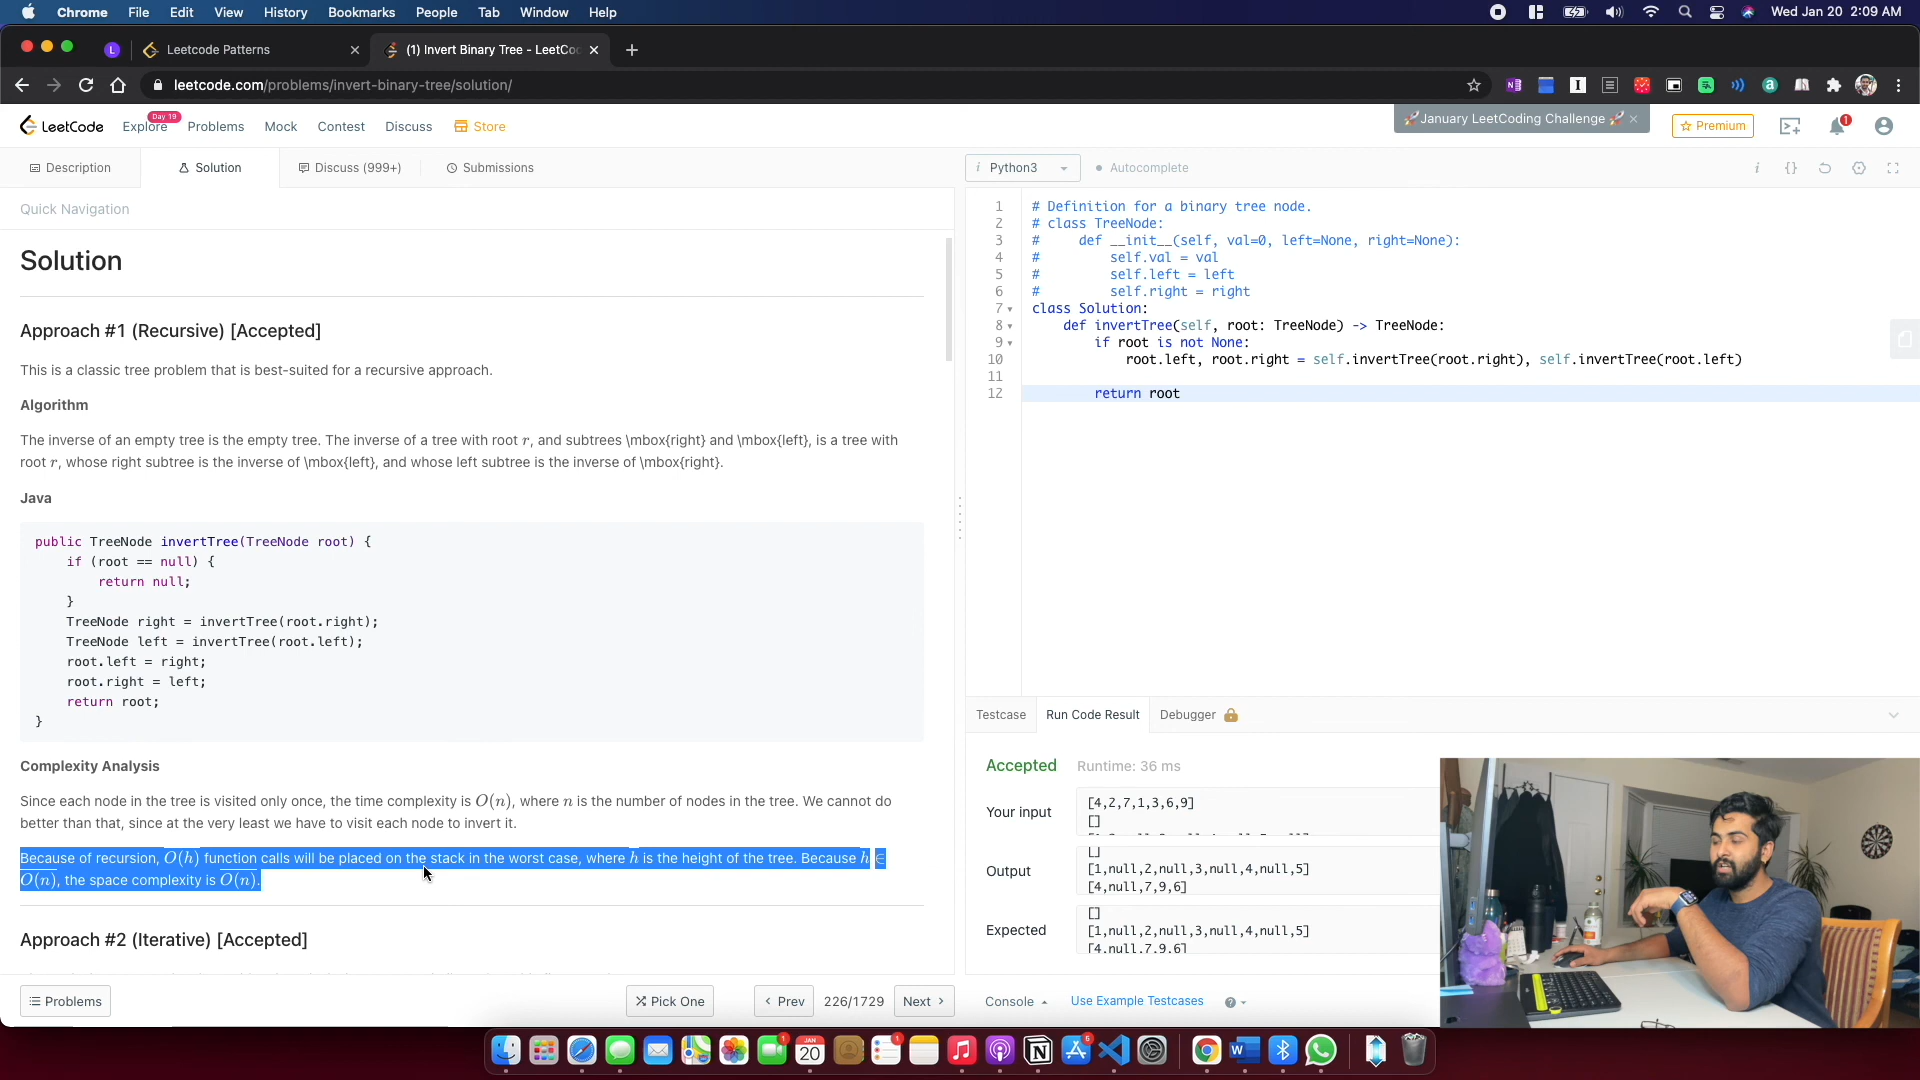 Chrome File Edit View History Bookmarks People Tab Window Help
Wed Jan 20 2:09 AM
L
Leetcode Patterns
(1) Invert Binary Tree - LeetCo
leetcode.com/problems/invert-binary-tree/solution/
LeetCode
Explore
Day 19
Problems
Mock
Contest
Discuss
Store
🚀January LeetCoding Challenge 🚀
Premium
1
Description
Solution
Discuss (999+)
Submissions
i Python3
Autocomplete
i {}
Quick Navigation
Solution
Approach #1 (Recursive) [Accepted]
This is a classic tree problem that is best-suited for a recursive approach.
Algorithm
The inverse of an empty tree is the empty tree. The inverse of a tree with root r, and subtrees \mbox{right} and \mbox{left}, is a tree with
root r, whose right subtree is the inverse of \mbox{left}, and whose left subtree is the inverse of \mbox{right}.
Java
public TreeNode invertTree(TreeNode root) {
    if (root == null) {
        return null;
    }
    TreeNode right = invertTree(root.right);
    TreeNode left = invertTree(root.left);
    root.left = right;
    root.right = left;
    return root;
}
Complexity Analysis
Since each node in the tree is visited only once, the time complexity is O(n), where n is the number of nodes in the tree. We cannot do
better than that, since at the very least we have to visit each node to invert it.
Because of recursion, O(h) function calls will be placed on the stack in the worst case, where h is the height of the tree. Because h ∈
O(n), the space complexity is O(n).
Approach #2 (Iterative) [Accepted]
Problems
Pick One
Prev
226/1729
Next
1 # Definition for a binary tree node.
2 # class TreeNode:
3 #     def __init__(self, val=0, left=None, right=None):
4 #         self.val = val
5 #         self.left = left
6 #         self.right = right
7 class Solution:
8     def invertTree(self, root: TreeNode) -> TreeNode:
9         if root is not None:
10             root.left, root.right = self.invertTree(root.right), self.invertTree(root.left)
11
12         return root
Testcase
Run Code Result
Debugger
Accepted
Runtime: 36 ms
Your input
[4,2,7,1,3,6,9]
[]
Output
[]
[1,null,2,null,3,null,4,null,5]
[4,null,7,9,6]
Expected
[]
[1,null,2,null,3,null,4,null,5]
[4,null,7,9,6]
Console
Use Example Testcases
?
1
JAN
20
1
6